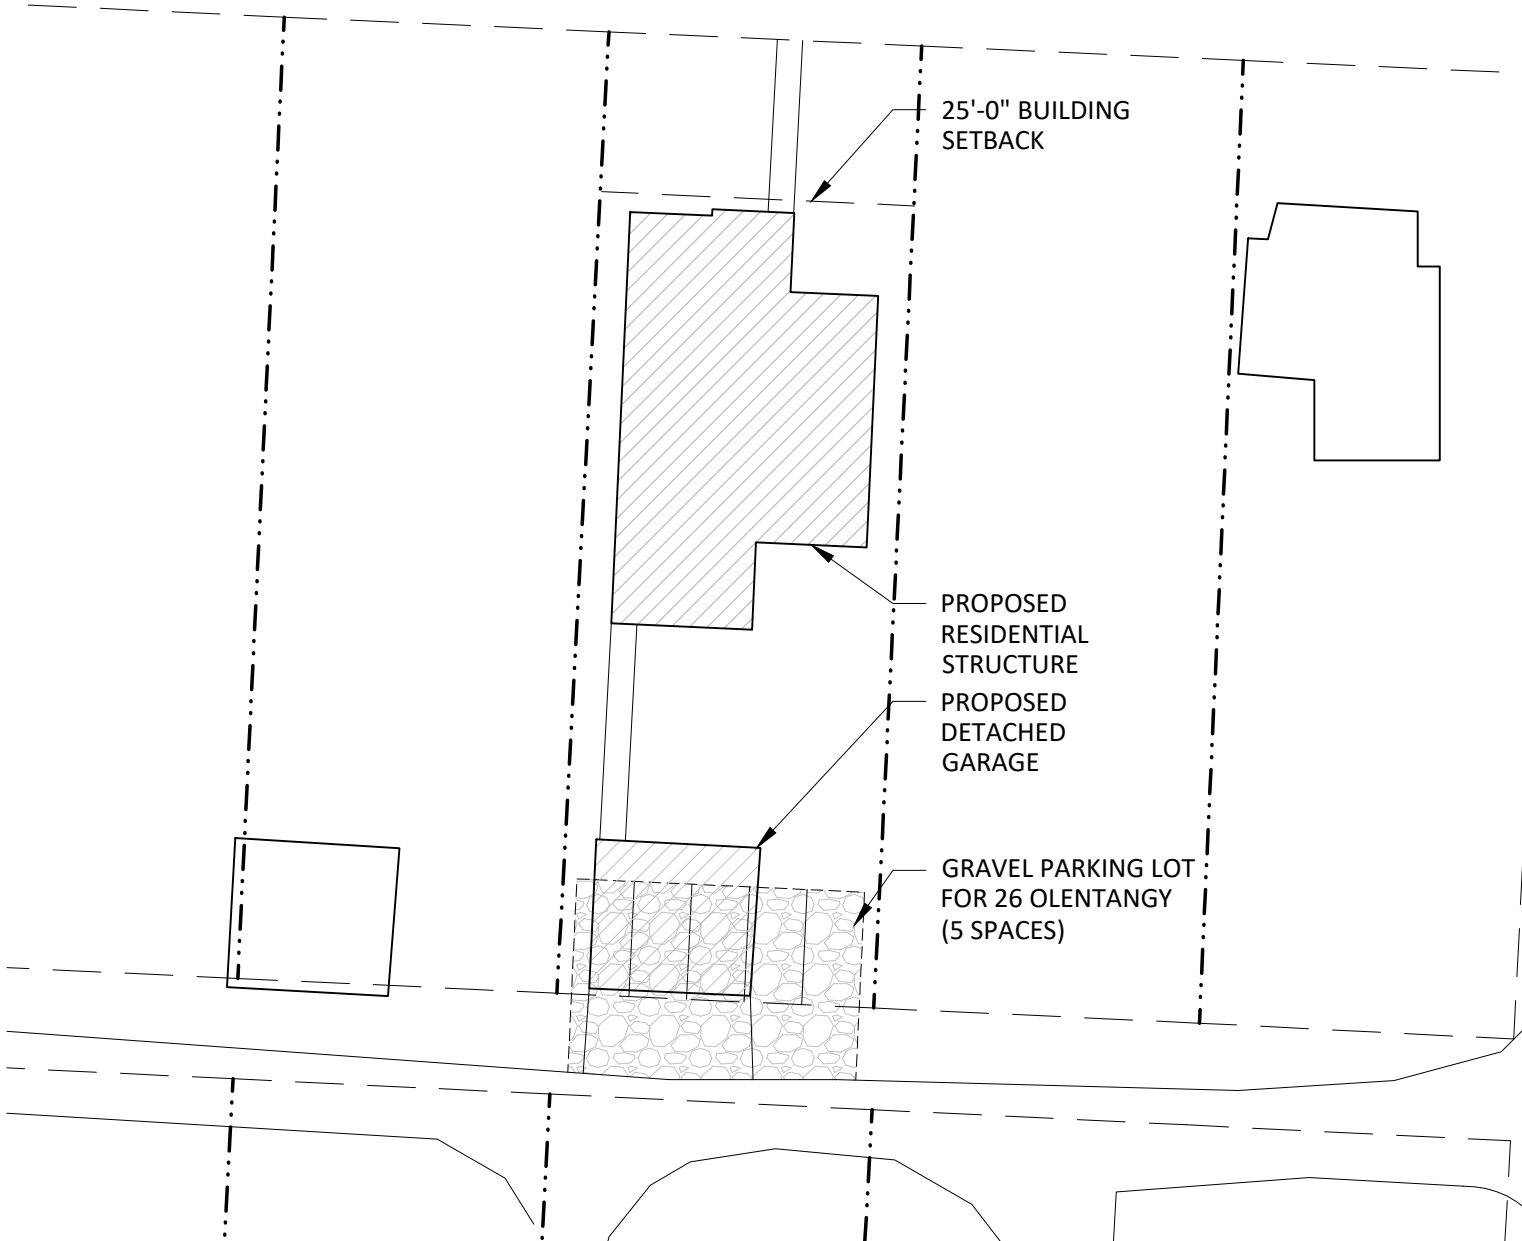 25'-0" BUILDING
SETBACK
PROPOSED
RESIDENTIAL
STRUCTURE
PROPOSED
DETACHED
GARAGE
GRAVEL PARKING LOT
FOR 26 OLENTANGY
(5 SPACES)